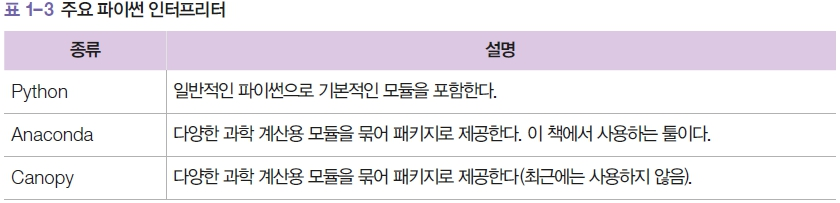 표 1-3 주요 파이썬 인터프리터
종류 설명
Python 일반적인 파이썬으로 기본적인 모듈을 포함한다.
Anaconda 다양한 과학 계산용 모듈을 묶어 패키지로 제공한다. 이 책에서 사용하는 툴이다.
Canopy 다양한 과학 계산용 모듈을 묶어 패키지로 제공한다(최근에는 사용하지 않음).